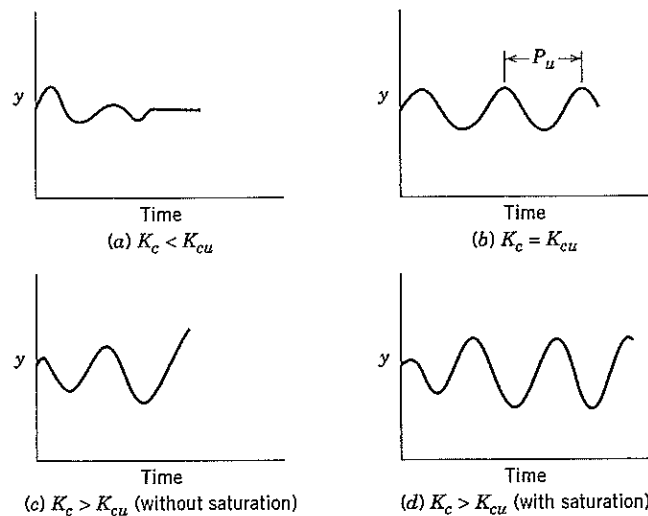 y
Time
(a) K_c < K_cu
P_u
y
Time
(b) K_c = K_cu
y
Time
(c) K_c > K_cu (without saturation)
y
Time
(d) K_c > K_cu (with saturation)